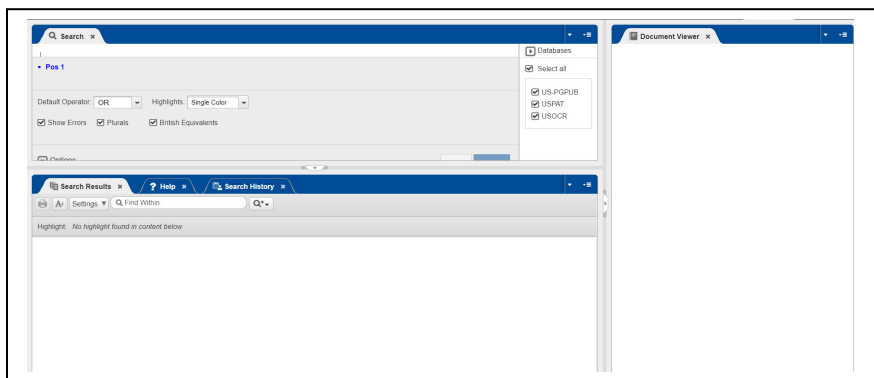 Search ×
Databases
Pos 1
Select all
US-PGPUB
Default Operator: OR Highlights: Single Color
USPAT
Show Errors Plurals British Equivalents
USOCR
Options
Document Viewer ×
Search Results × ? Help × Search History ×
Settings Find Within
Highlight: No highlight found in content below